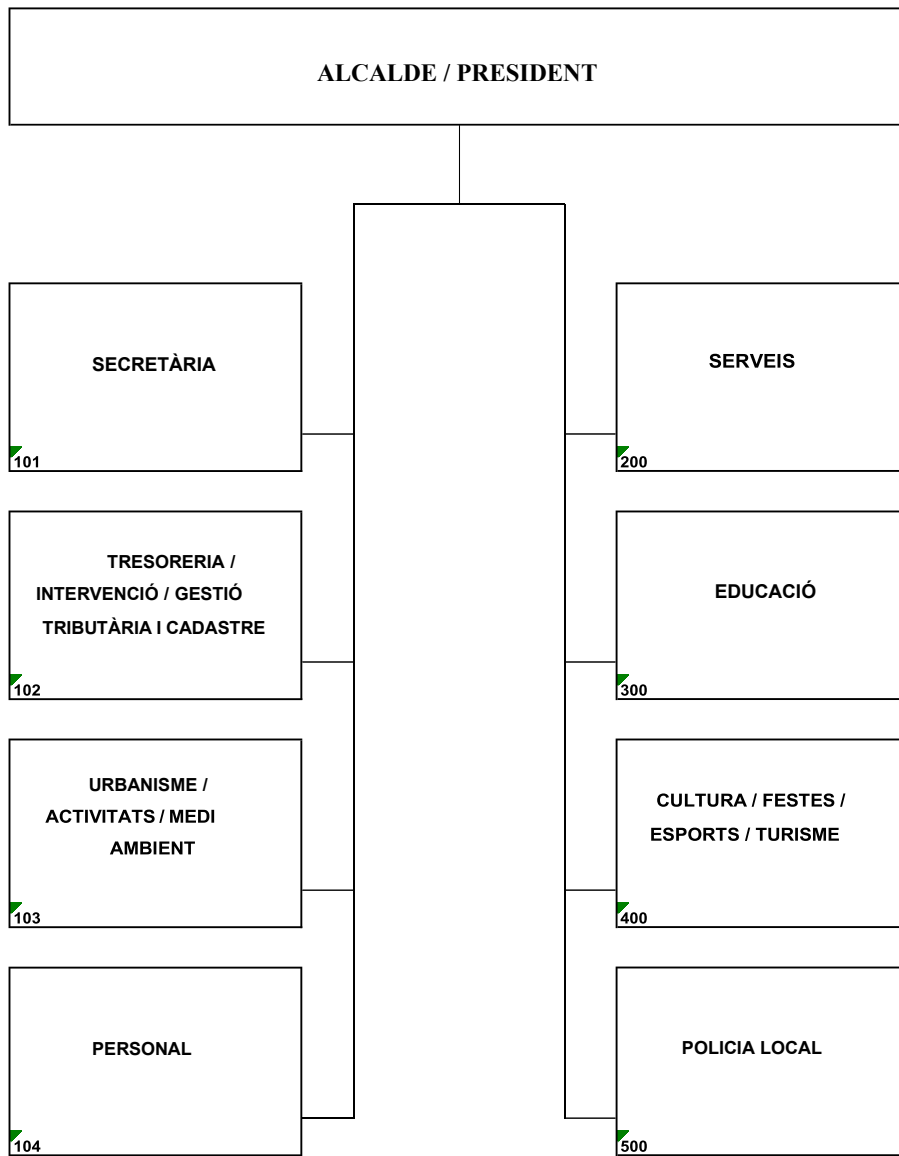 ALCALDE / PRESIDENT
SECRETÀRIA
101
SERVEIS
200
TRESORERIA /
INTERVENCIÓ / GESTIÓ
TRIBUTÀRIA I CADASTRE
102
EDUCACIÓ
300
URBANISME /
ACTIVITATS / MEDI
AMBIENT
103
CULTURA / FESTES /
ESPORTS / TURISME
400
PERSONAL
104
POLICIA LOCAL
500